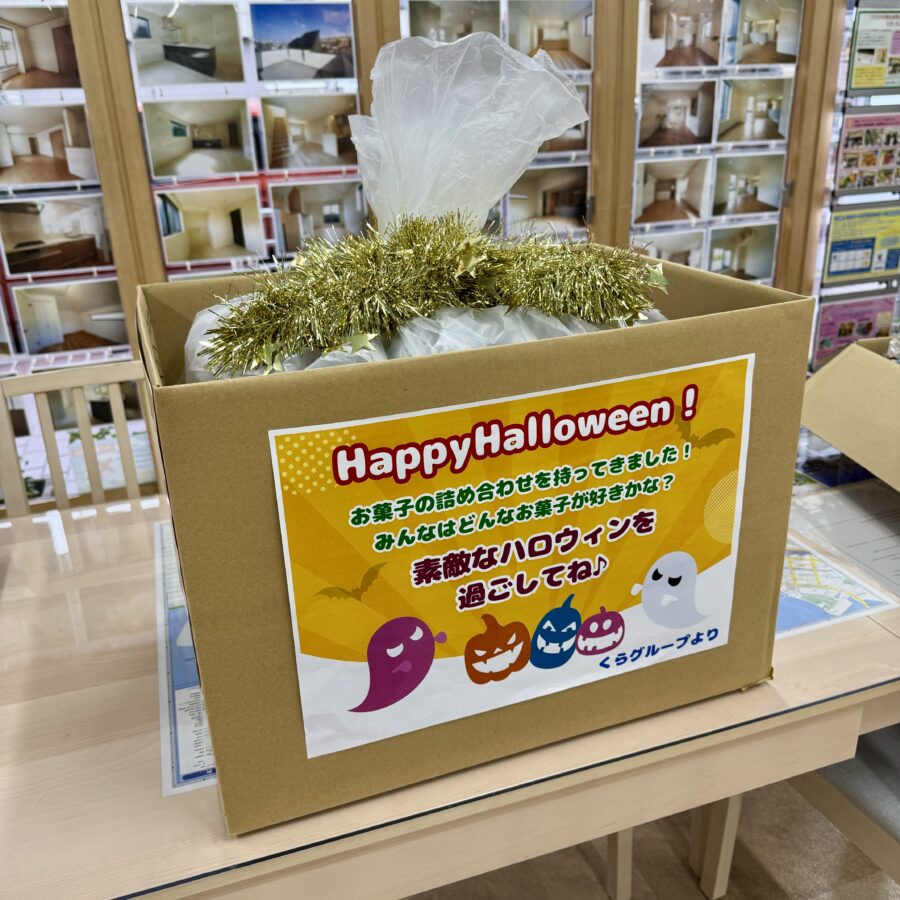 HappyHalloween！
お菓子の詰め合わせを持ってきました！
みんなはどんなお菓子が好きかな？
素敵なハロウィンを
過ごしてね♪
くらグループより